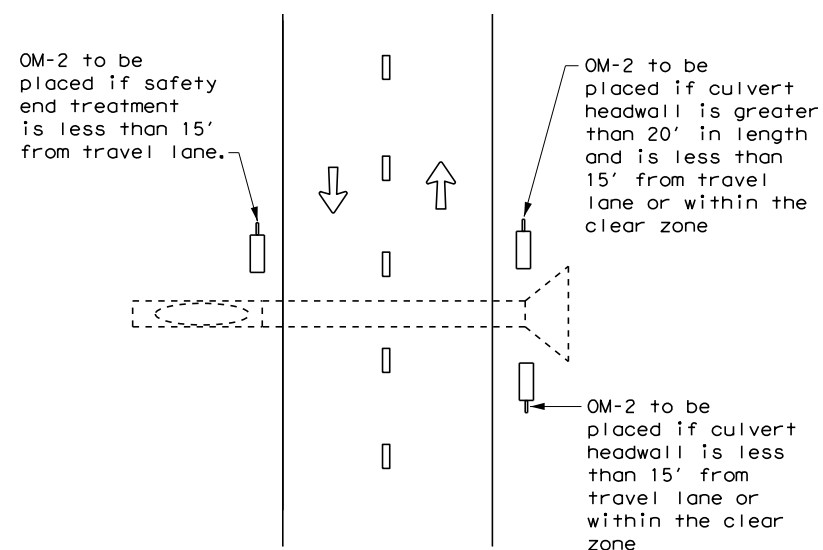 OM-2 to be
placed if safety
end treatment
is less than 15'
from travel lane.
OM-2 to be
placed if culvert
headwall is greater
than 20' in length
and is less than
15' from travel
lane or within the
clear zone
OM-2 to be
placed if culvert
headwall is less
than 15' from
travel lane or
within the clear
zone